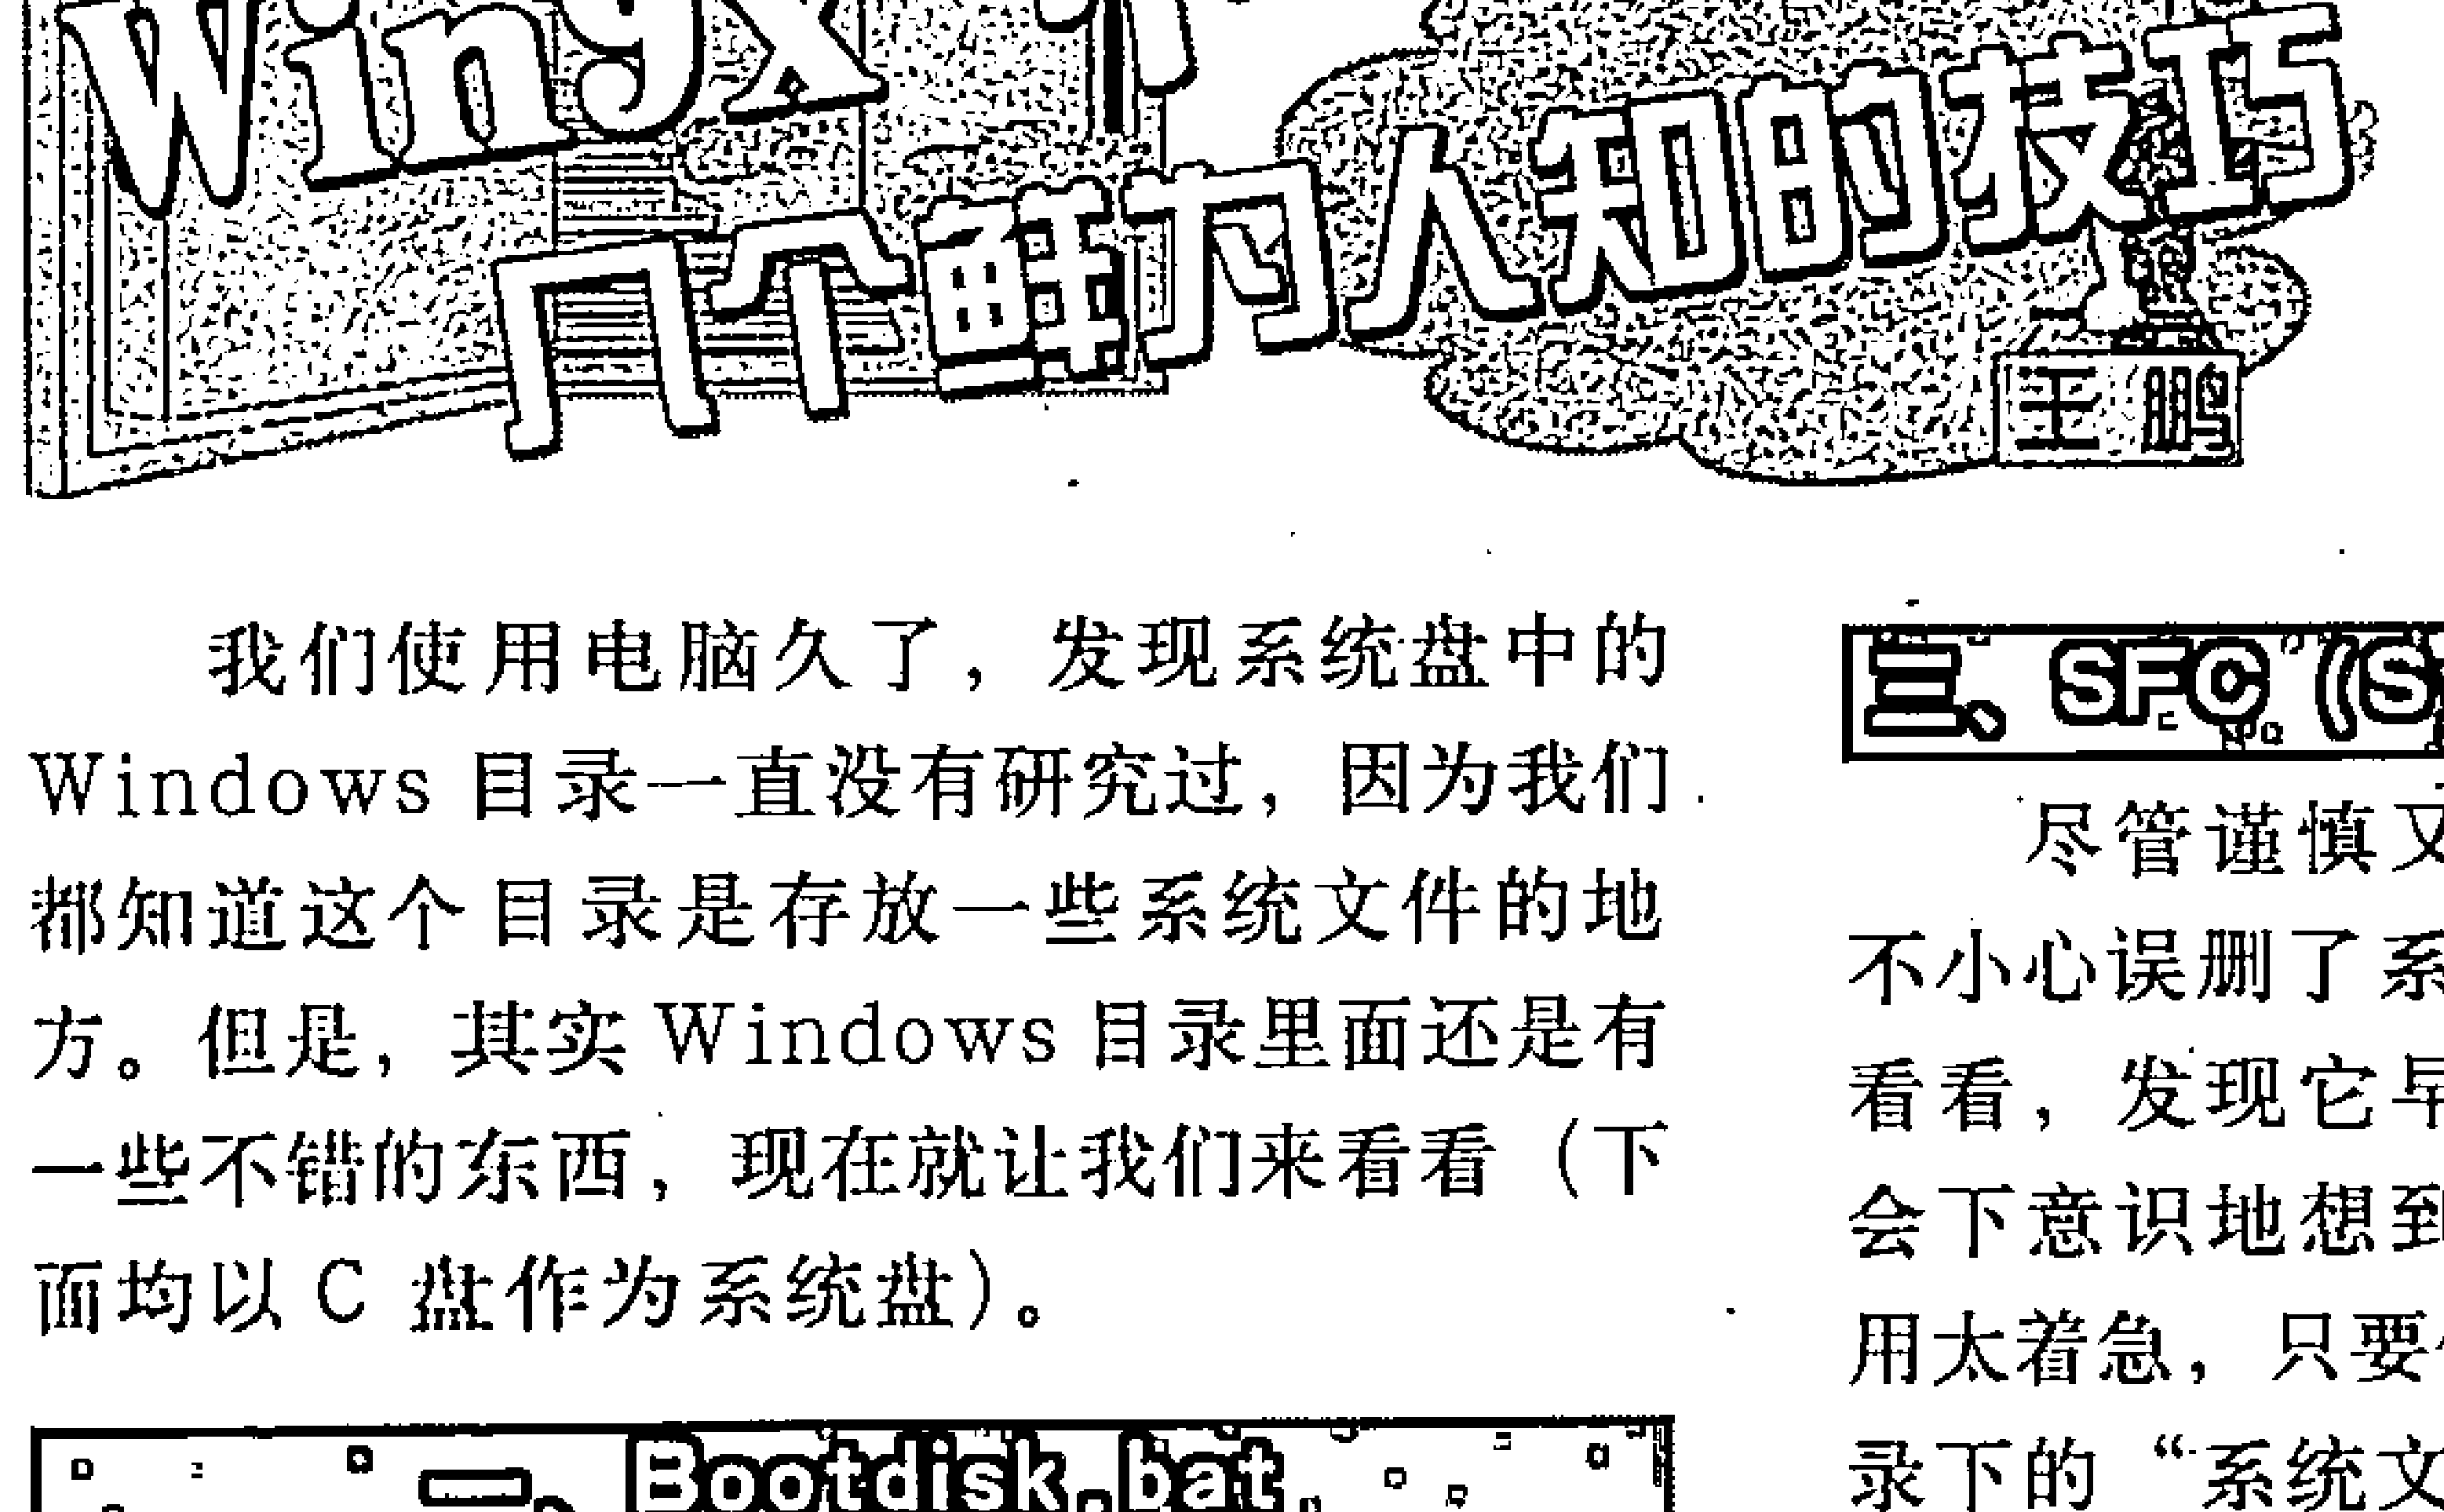 Win9x 中
几个鲜为人知的技巧
王 鹏
我们使用电脑久了，发现系统盘中的
Windows 目录一直没有研究过，因为我们
都知道这个目录是存放一些系统文件的地
方。但是，其实 Windows 目录里面还是有
一些不错的东西，现在就让我们来看看（下
面均以 C 盘作为系统盘）。
一、Bootdisk.bat
三、SFC (S
尽管谨慎又
不小心误删了系
看看，发现它早
会下意识地想到
用太着急，只要
录下的“系统文